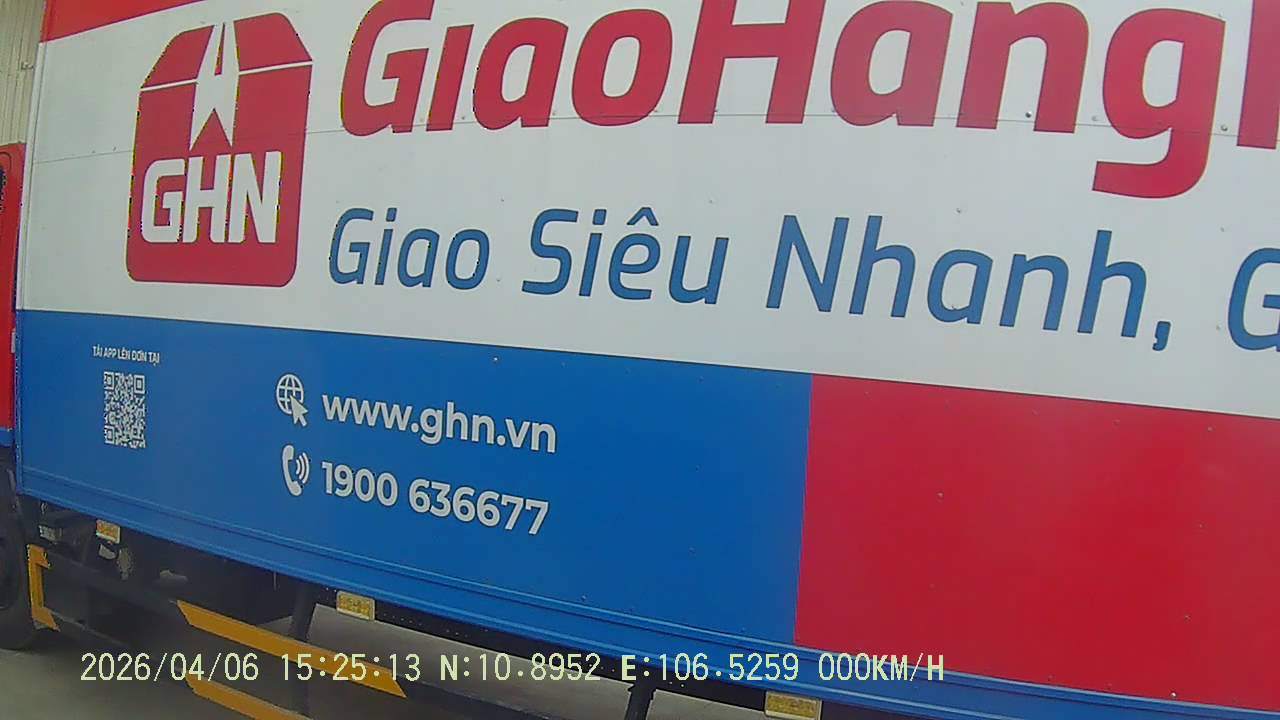 GiaoHang
GHN
Giao Siêu Nhanh, G
TẢI APP LÊN ĐƠN TẠI
www.ghn.vn
1900 636677
2026/04/06 15:25:13 N:10.8952 E:106.5259 000KM/H